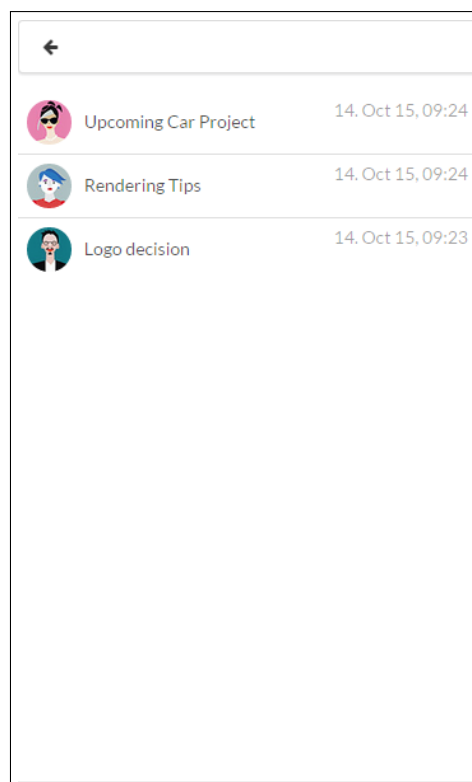 Upcoming Car Project 14. Oct 15, 09:24
Rendering Tips 14. Oct 15, 09:24
Logo decision 14. Oct 15, 09:23